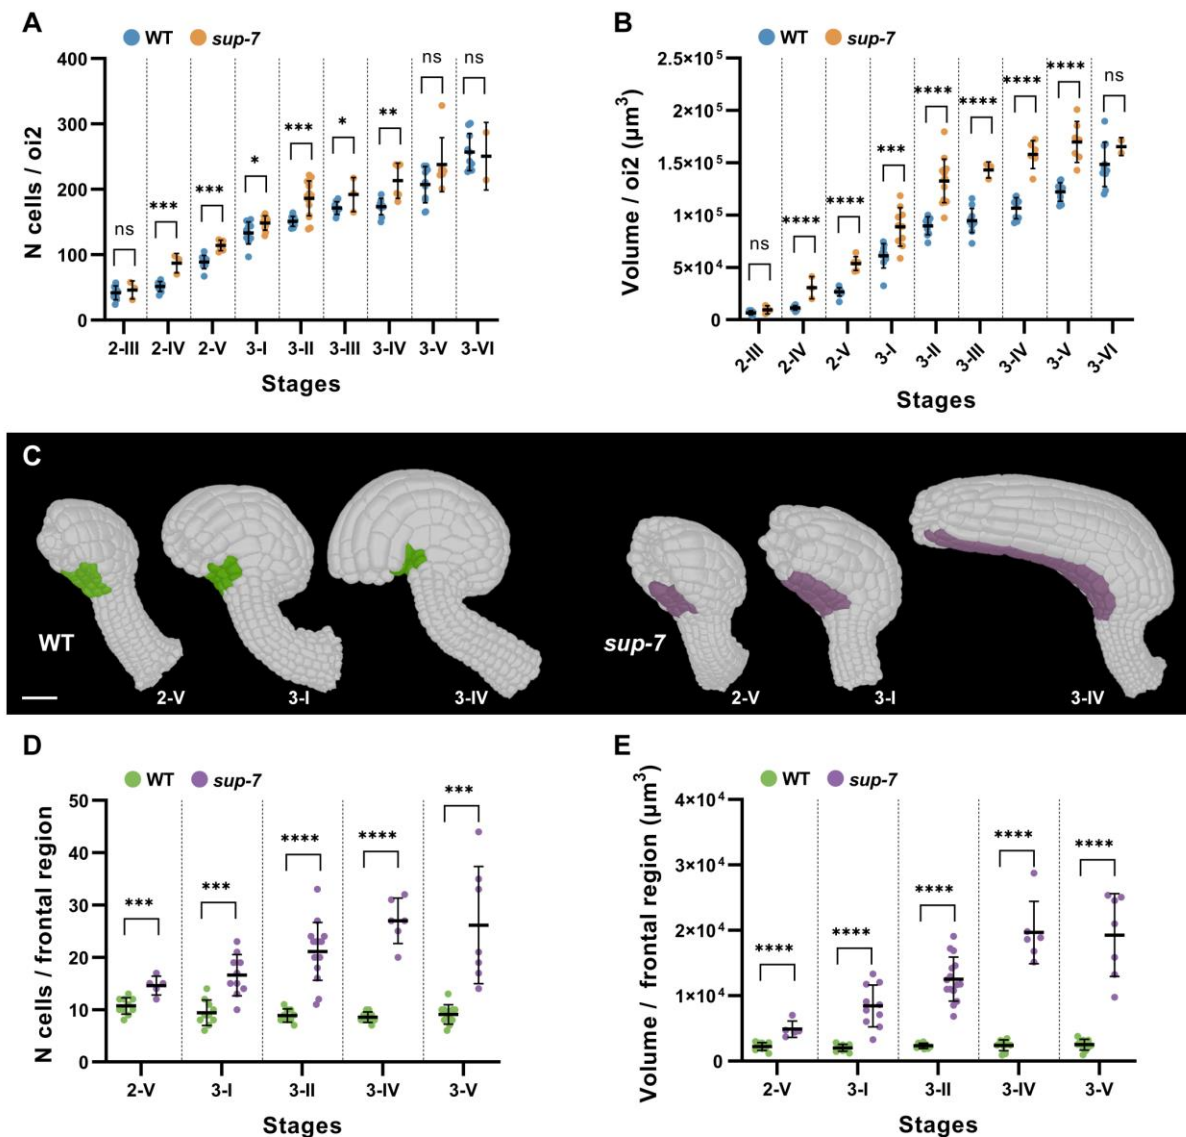 A
WT sup-7
N cells / oi2
400
300
200
100
0
ns
***
***
*
***
*
**
ns
ns
2-III 2-IV 2-V 3-I 3-II 3-III 3-IV 3-V 3-VI
Stages
B
WT sup-7
Volume / oi2 (µm³)
2.5×10⁵
2×10⁵
1.5×10⁵
1×10⁵
5×10⁴
0
ns
****
****
***
****
****
****
****
ns
2-III 2-IV 2-V 3-I 3-II 3-III 3-IV 3-V 3-VI
Stages
C
WT
2-V 3-I 3-IV
sup-7
2-V 3-I 3-IV
D
WT sup-7
N cells / frontal region
50
40
30
20
10
0
***
***
****
****
***
2-V 3-I 3-II 3-IV 3-V
Stages
E
WT sup-7
Volume / frontal region (µm³)
4×10⁴
3×10⁴
2×10⁴
1×10⁴
0
****
****
****
****
****
2-V 3-I 3-II 3-IV 3-V
Stages